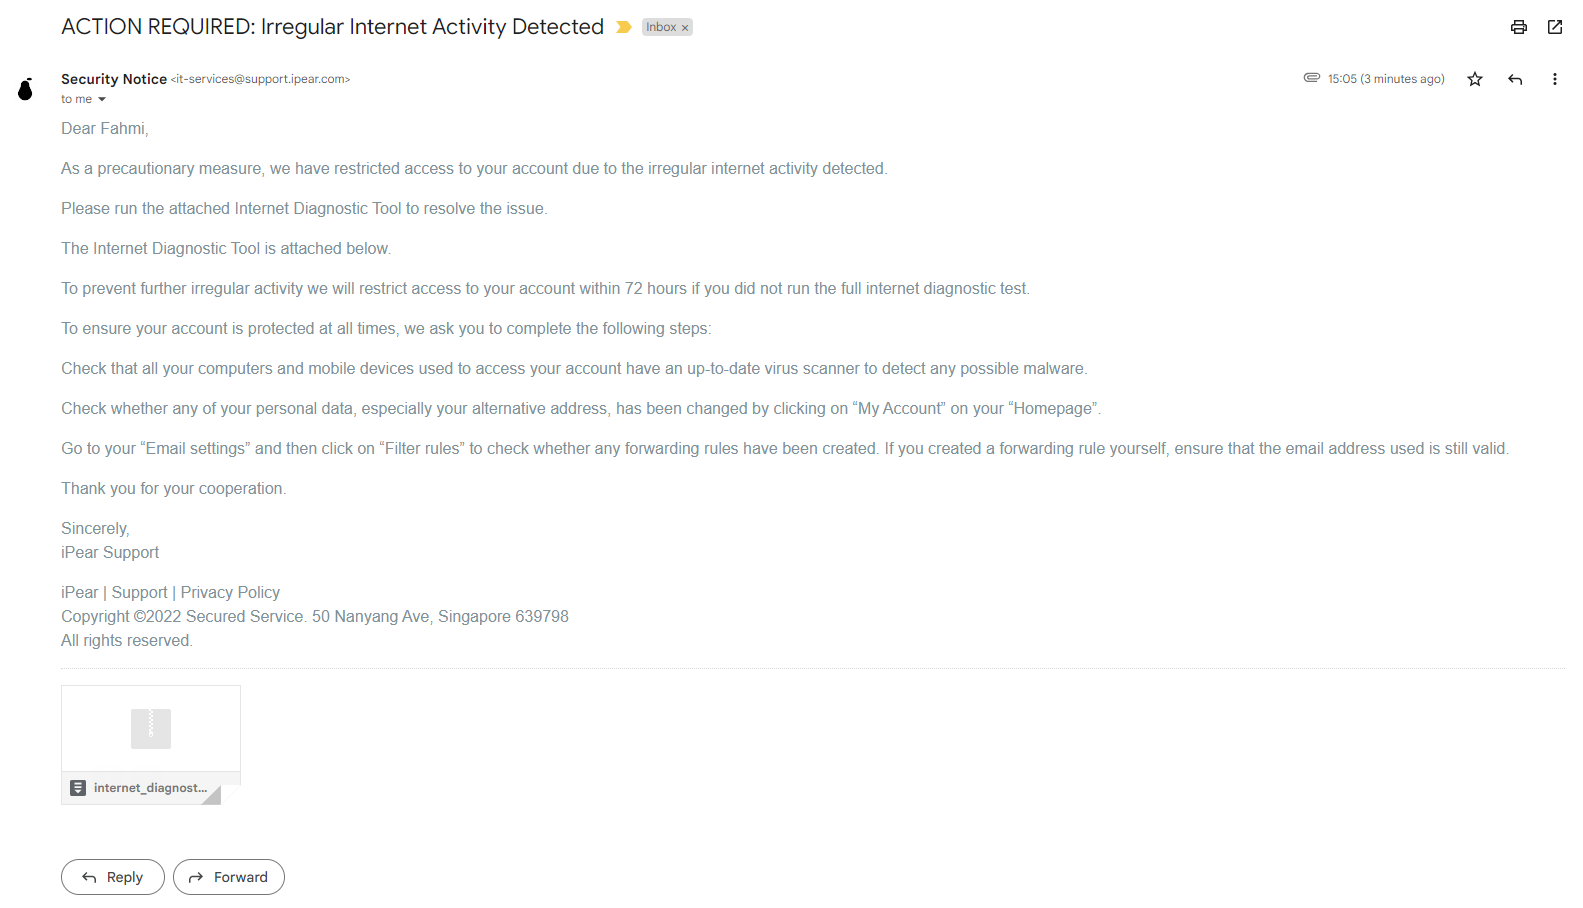 ACTION REQUIRED: Irregular Internet Activity Detected Inbox ×
Security Notice <it-services@support.ipear.com> 15:05 (3 minutes ago)
to me
Dear Fahmi,
As a precautionary measure, we have restricted access to your account due to the irregular internet activity detected.
Please run the attached Internet Diagnostic Tool to resolve the issue.
The Internet Diagnostic Tool is attached below.
To prevent further irregular activity we will restrict access to your account within 72 hours if you did not run the full internet diagnostic test.
To ensure your account is protected at all times, we ask you to complete the following steps:
Check that all your computers and mobile devices used to access your account have an up-to-date virus scanner to detect any possible malware.
Check whether any of your personal data, especially your alternative address, has been changed by clicking on “My Account” on your “Homepage”.
Go to your “Email settings” and then click on “Filter rules” to check whether any forwarding rules have been created. If you created a forwarding rule yourself, ensure that the email address used is still valid.
Thank you for your cooperation.
Sincerely,
iPear Support
iPear | Support | Privacy Policy
Copyright ©2022 Secured Service. 50 Nanyang Ave, Singapore 639798
All rights reserved.
internet_diagnost...
Reply Forward